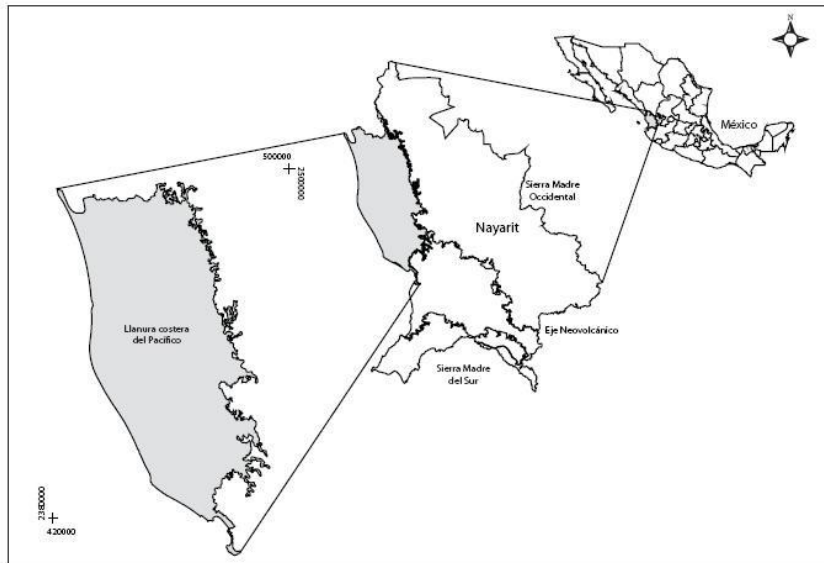 N
México
500000
2500000
Sierra Madre
Occidental
Nayarit
Llanura costera
del Pacífico
Eje Neovolcánico
Sierra Madre
del Sur
2380000
420000